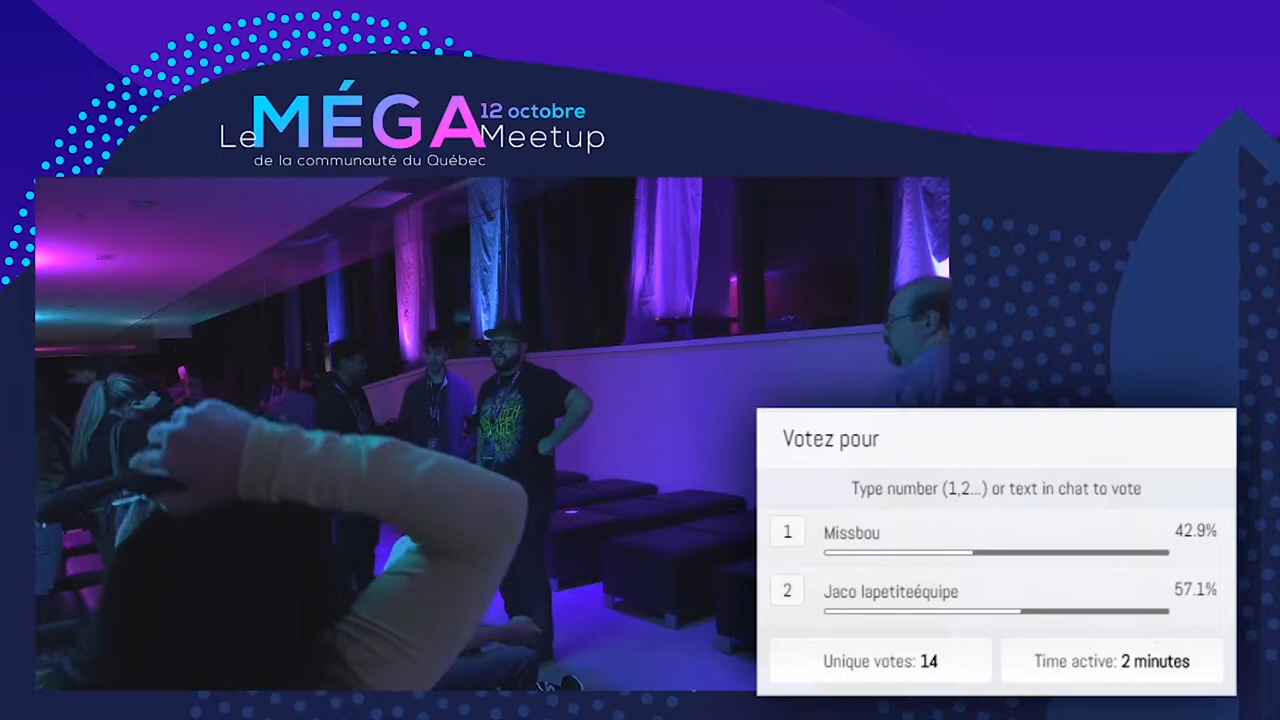 Le MÉGA 12 octobre
Meetup
de la communauté du Québec
Votez pour
Type number (1,2...) or text in chat to vote
1 Missbou 42.9%
2 Jaco lapetiteéquipe 57.1%
Unique votes: 14 Time active: 2 minutes